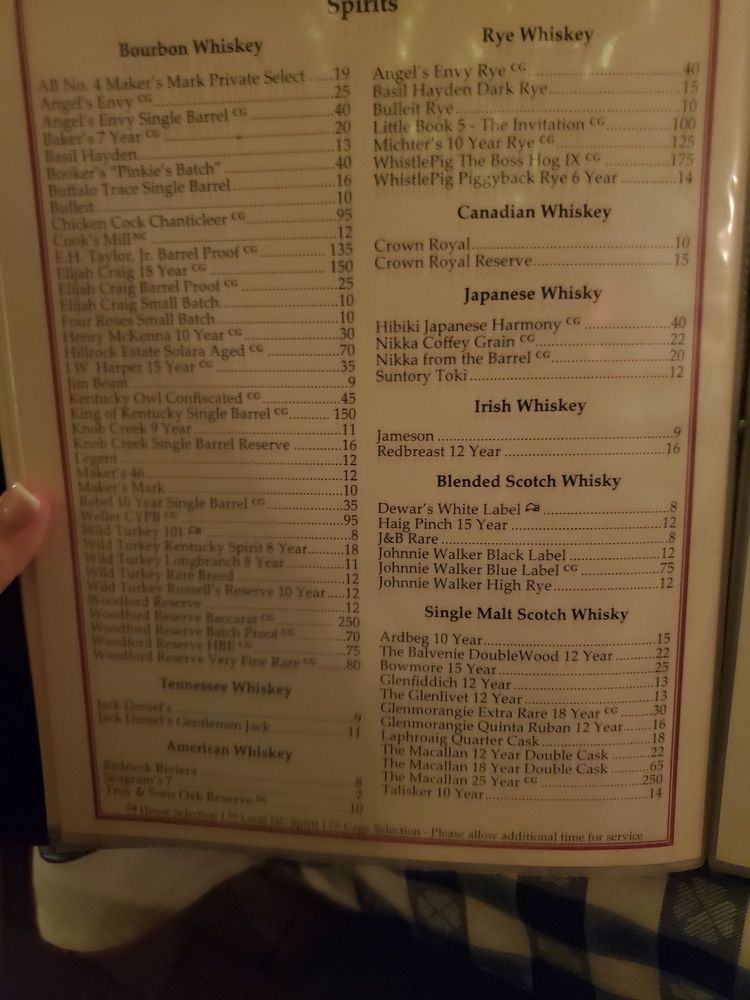 Spirits
Bourbon Whiskey
AB No. 4 Maker's Mark Private Select ......19
Angel's Envy CG ......25
Angel's Envy Single Barrel CG ......40
Baker's 7 Year CG ......20
Basil Hayden......13
Booker's "Pinkie's Batch" ......40
Buffalo Trace Single Barrel......16
Bulleit......10
Chicken Cock Chanticleer CG ......95
Cook's Mill NC ......12
E.H. Taylor, Jr. Barrel Proof CG ......135
Elijah Craig 18 Year CG ......150
Elijah Craig Barrel Proof CG ......25
Elijah Craig Small Batch......10
Four Roses Small Batch......10
Henry McKenna 10 Year CG ......30
Hillrock Estate Solara Aged CG ......70
I.W. Harper 15 Year CG ......35
Jim Beam ......9
Kentucky Owl Confiscated CG ......45
King of Kentucky Single Barrel CG......150
Knob Creek 9 Year......11
Knob Creek Single Barrel Reserve ......16
Legent......12
Maker's 46......12
Maker's Mark......10
Rebel 10 Year Single Barrel CG ......35
Weller CYPB CG ......95
Wild Turkey 101 ......8
Wild Turkey Kentucky Spirit 8 Year......18
Wild Turkey Longbranch 8 Year......11
Wild Turkey Rare Breed......12
Wild Turkey Russell's Reserve 10 Year.....12
Woodford Reserve......12
Woodford Reserve Baccarat CG ......250
Woodford Reserve Batch Proof CG ......70
Woodford Reserve HBE CG ......75
Woodford Reserve Very Fine Rare CG ......80
Tennessee Whiskey
Jack Daniel's ......9
Jack Daniel's Gentlemen Jack......11
American Whiskey
Redneck Riviera ......8
Seagram's 7 ......7
Troy & Sons Oak Reserve NC ......10
Rye Whiskey
Angel's Envy Rye CG......40
Basil Hayden Dark Rye......15
Bulleit Rye......10
Little Book 5 - The Invitation CG......100
Michter's 10 Year Rye CG......125
WhistlePig The Boss Hog IX CG ......175
WhistlePig Piggyback Rye 6 Year ......14
Canadian Whiskey
Crown Royal......10
Crown Royal Reserve......15
Japanese Whisky
Hibiki Japanese Harmony CG ......40
Nikka Coffey Grain CG......22
Nikka from the Barrel CG......20
Suntory Toki......12
Irish Whiskey
Jameson ......9
Redbreast 12 Year ......16
Blended Scotch Whisky
Dewar's White Label ......8
Haig Pinch 15 Year ......12
J&B Rare ......8
Johnnie Walker Black Label ......12
Johnnie Walker Blue Label CG ......75
Johnnie Walker High Rye......12
Single Malt Scotch Whisky
Ardbeg 10 Year......15
The Balvenie DoubleWood 12 Year ......22
Bowmore 15 Year......25
Glenfiddich 12 Year......13
The Glenlivet 12 Year ......13
Glenmorangie Extra Rare 18 Year CG ......30
Glenmorangie Quinta Ruban 12 Year......16
Laphroaig Quarter Cask......18
The Macallan 12 Year Double Cask ......22
The Macallan 18 Year Double Cask ......65
The Macallan 25 Year CG ......250
Talisker 10 Year......14
House Selection | NC Local NC Spirit | CG Cage Selection - Please allow additional time for service